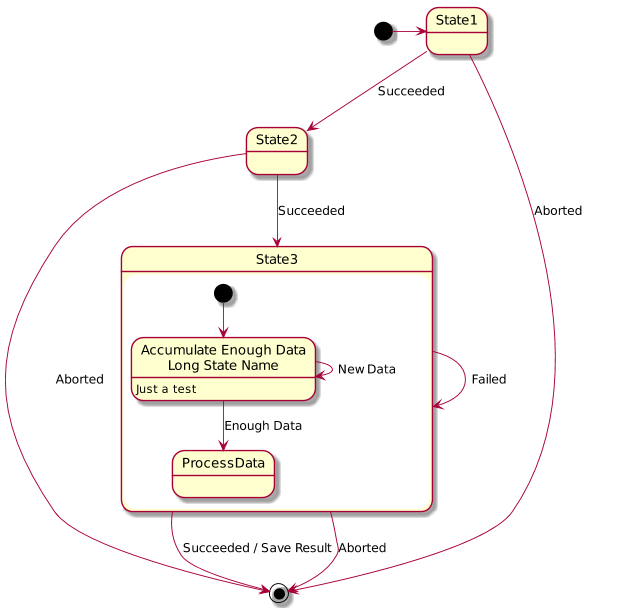 State1
Succeeded
State2
Succeeded
Aborted
State3
Accumulate Enough Data
Long State Name
Just a test
New Data
Aborted
Failed
Enough Data
ProcessData
Succeeded / Save Result
Aborted